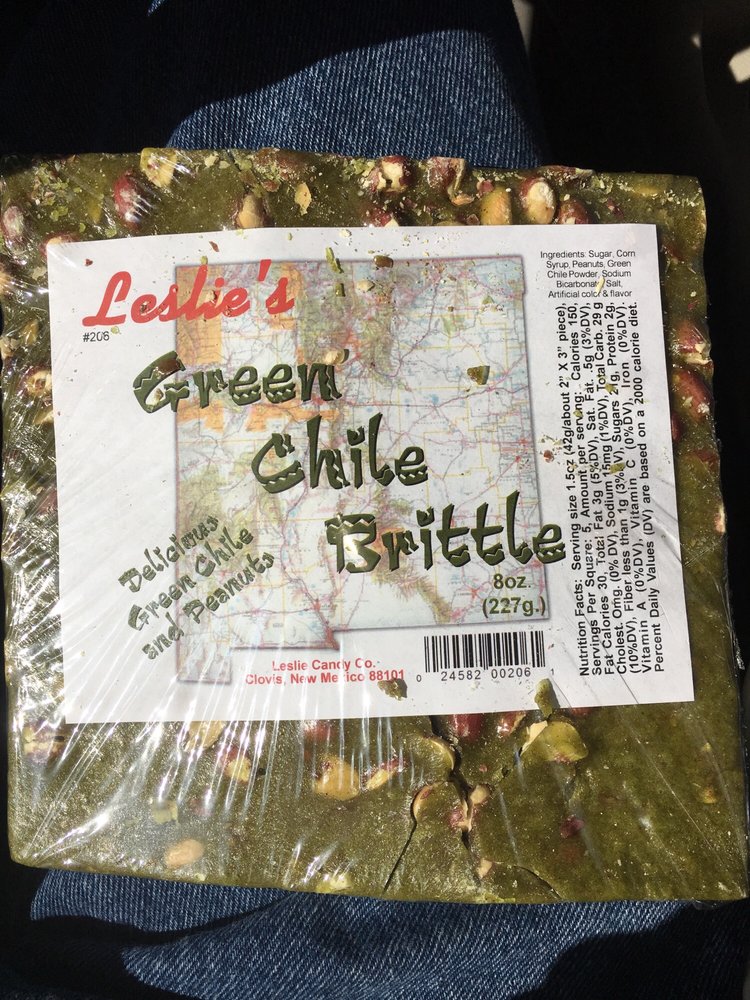 Leslie's
#206
Green
Chile
Brittle
Delicious
Green Chile
and Peanuts
8oz.
(227g.)
Leslie Candy Co.
Clovis, New Mexico 88101
0 24582 00206 1
Ingredients: Sugar, Corn
Syrup, Peanuts, Green
Chile Powder, Sodium
Bicarbonate, Salt,
Artificial color & flavor
Nutrition Facts: Serving size 1.5oz (42g/about 2" X 3" piece),
Servings Per Square: 5, Amount per serving: Calories 150,
Fat Calories 30, Total Fat 3g (5%DV), Sat. Fat. .5g (3%DV),
Cholest. 0mg. (0% DV), Sodium 15mg (1%DV), Total Carb. 29 g
(10%DV), Fiber less than 1g (3%DV), Sugars 24g, Protein 2g,
Vitamin A (0%DV), Vitamin C (0%DV), Iron (0%DV).
Percent Daily Values (DV) are based on a 2000 calorie diet.